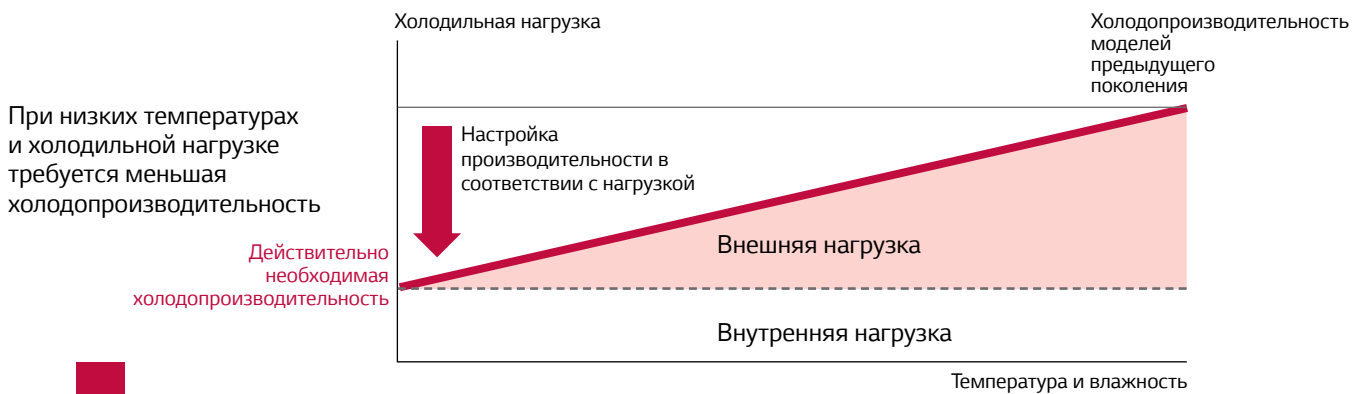 Холодильная нагрузка
Холодопроизводительность
моделей
предыдущего
поколения
При низких температурах
и холодильной нагрузке
требуется меньшая
холодопроизводительность
Настройка
производительности в
соответствии с нагрузкой
Действительно
необходимая
холодопроизводительность
Внешняя нагрузка
Внутренняя нагрузка
Температура и влажность